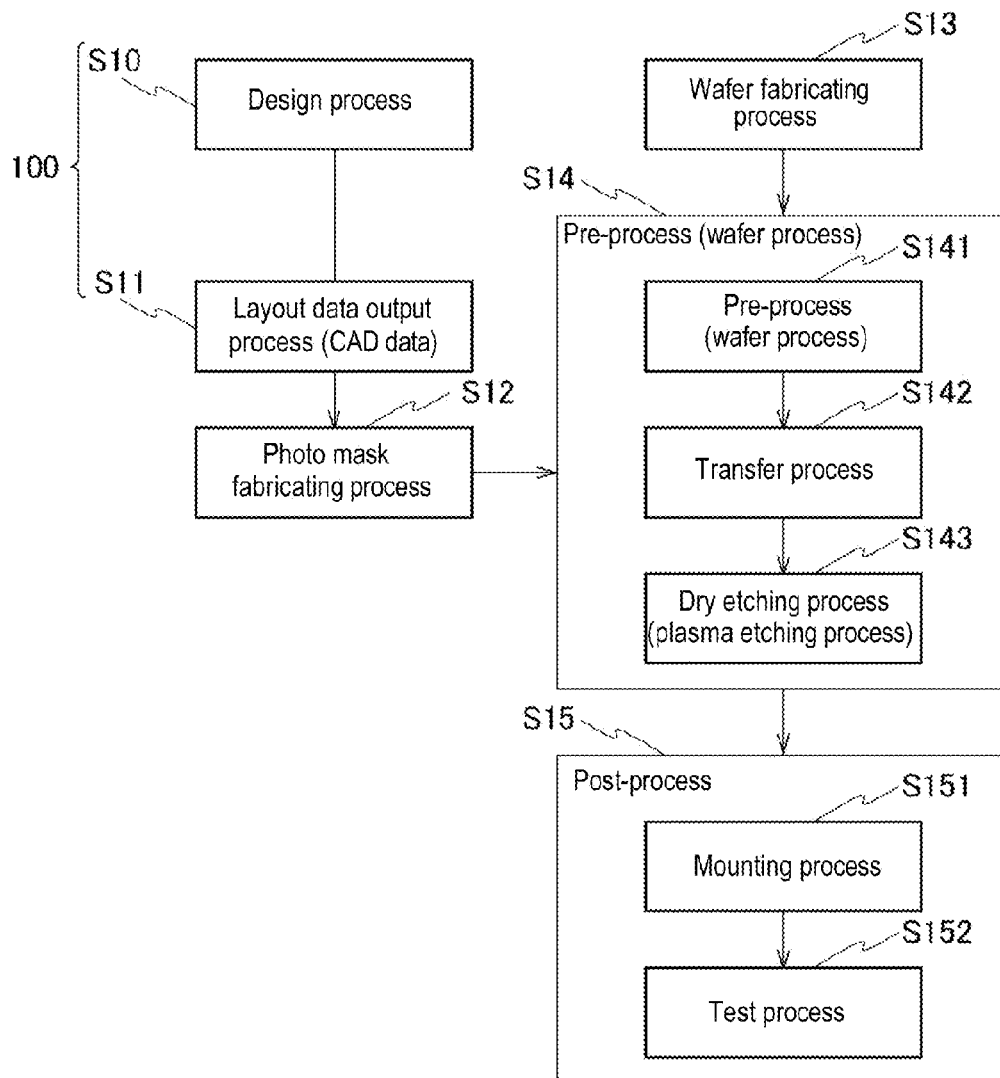 100
S10
Design process
S11
Layout data output
process (CAD data)
S12
Photo mask
fabricating process
S13
Wafer fabricating
process
S14
Pre-process (wafer process)
S141
Pre-process
(wafer process)
S142
Transfer process
S143
Dry etching process
(plasma etching process)
S15
Post-process
S151
Mounting process
S152
Test process